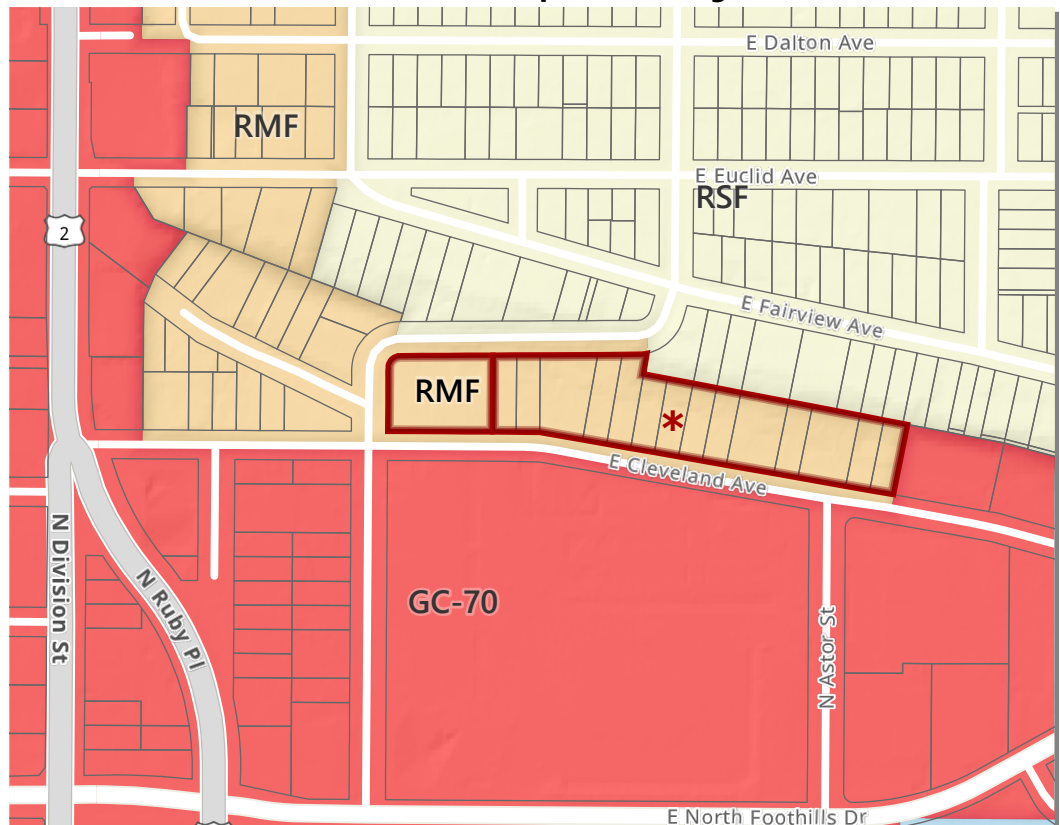 E Dalton Ave
RMF
E Euclid Ave
RSF
2
E Fairview Ave
RMF
*
E Cleveland Ave
N Division St
N Ruby Pl
GC-70
N Astor St
E North Foothills Dr